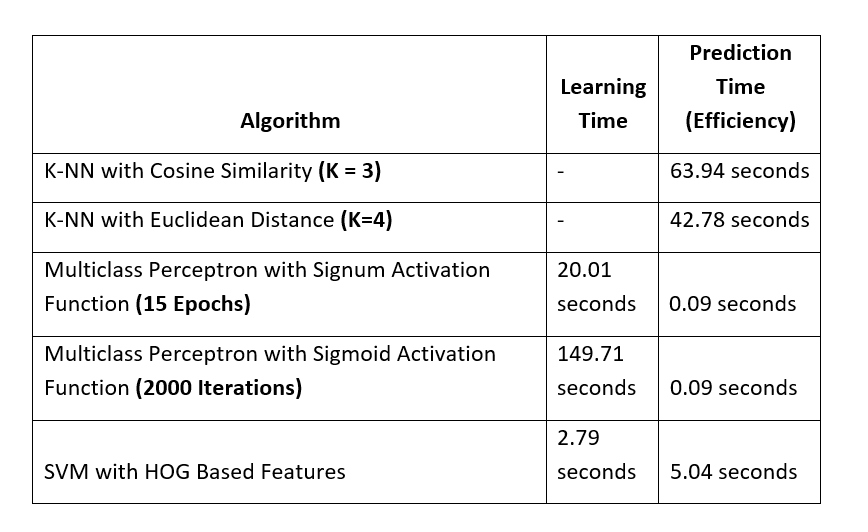 Algorithm
Learning
Time
Prediction
Time
(Efficiency)
K-NN with Cosine Similarity (K = 3)
-
63.94 seconds
K-NN with Euclidean Distance (K=4)
-
42.78 seconds
Multiclass Perceptron with Signum Activation
Function (15 Epochs)
20.01
seconds
0.09 seconds
Multiclass Perceptron with Sigmoid Activation
Function (2000 Iterations)
149.71
seconds
0.09 seconds
SVM with HOG Based Features
2.79
seconds
5.04 seconds